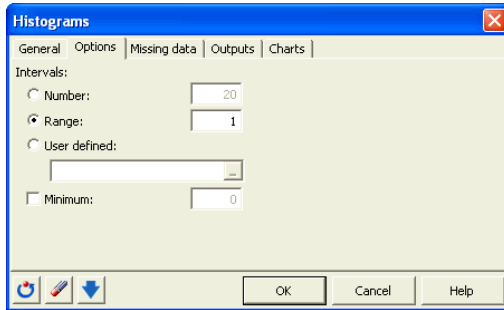 Histograms
General Options Missing data Outputs Charts
Intervals:
Number: 20
Range: 1
User defined:
...
Minimum: 0
OK Cancel Help